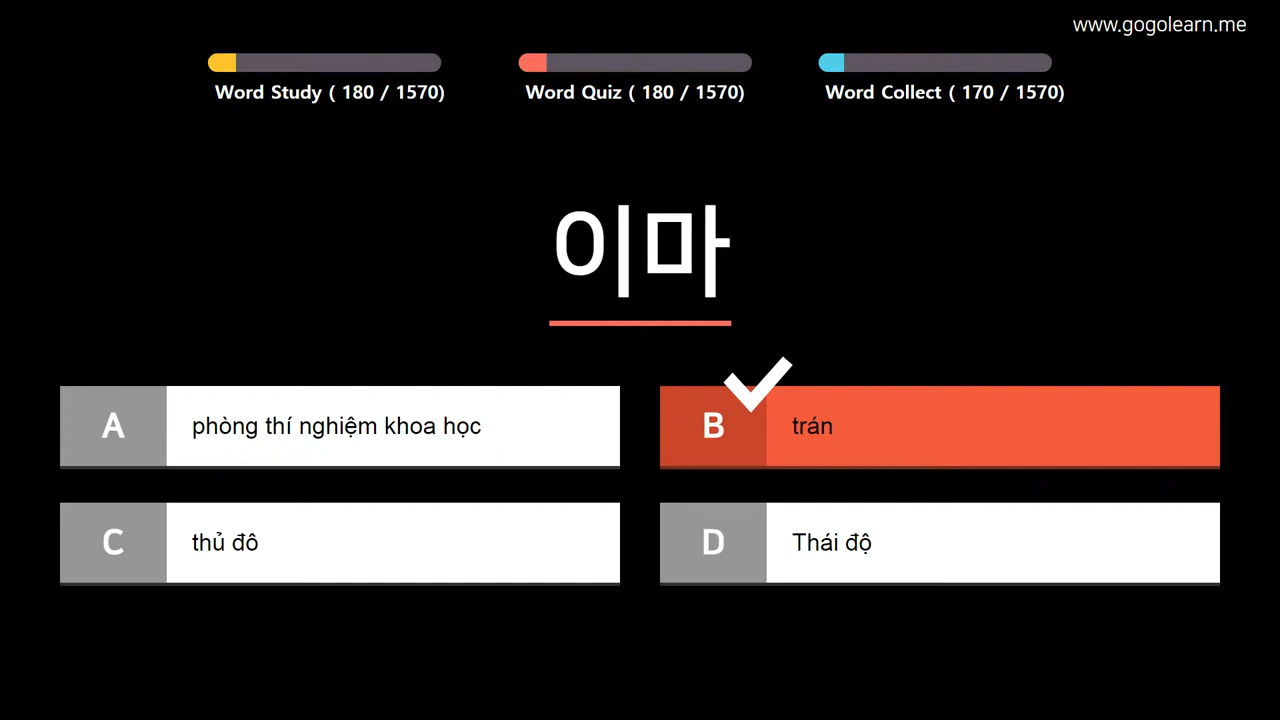 www.gogolearn.me
Word Study ( 180 / 1570)
Word Quiz ( 180 / 1570)
Word Collect ( 170 / 1570)
이마
A
phòng thí nghiệm khoa học
B
trán
C
thủ đô
D
Thái độ